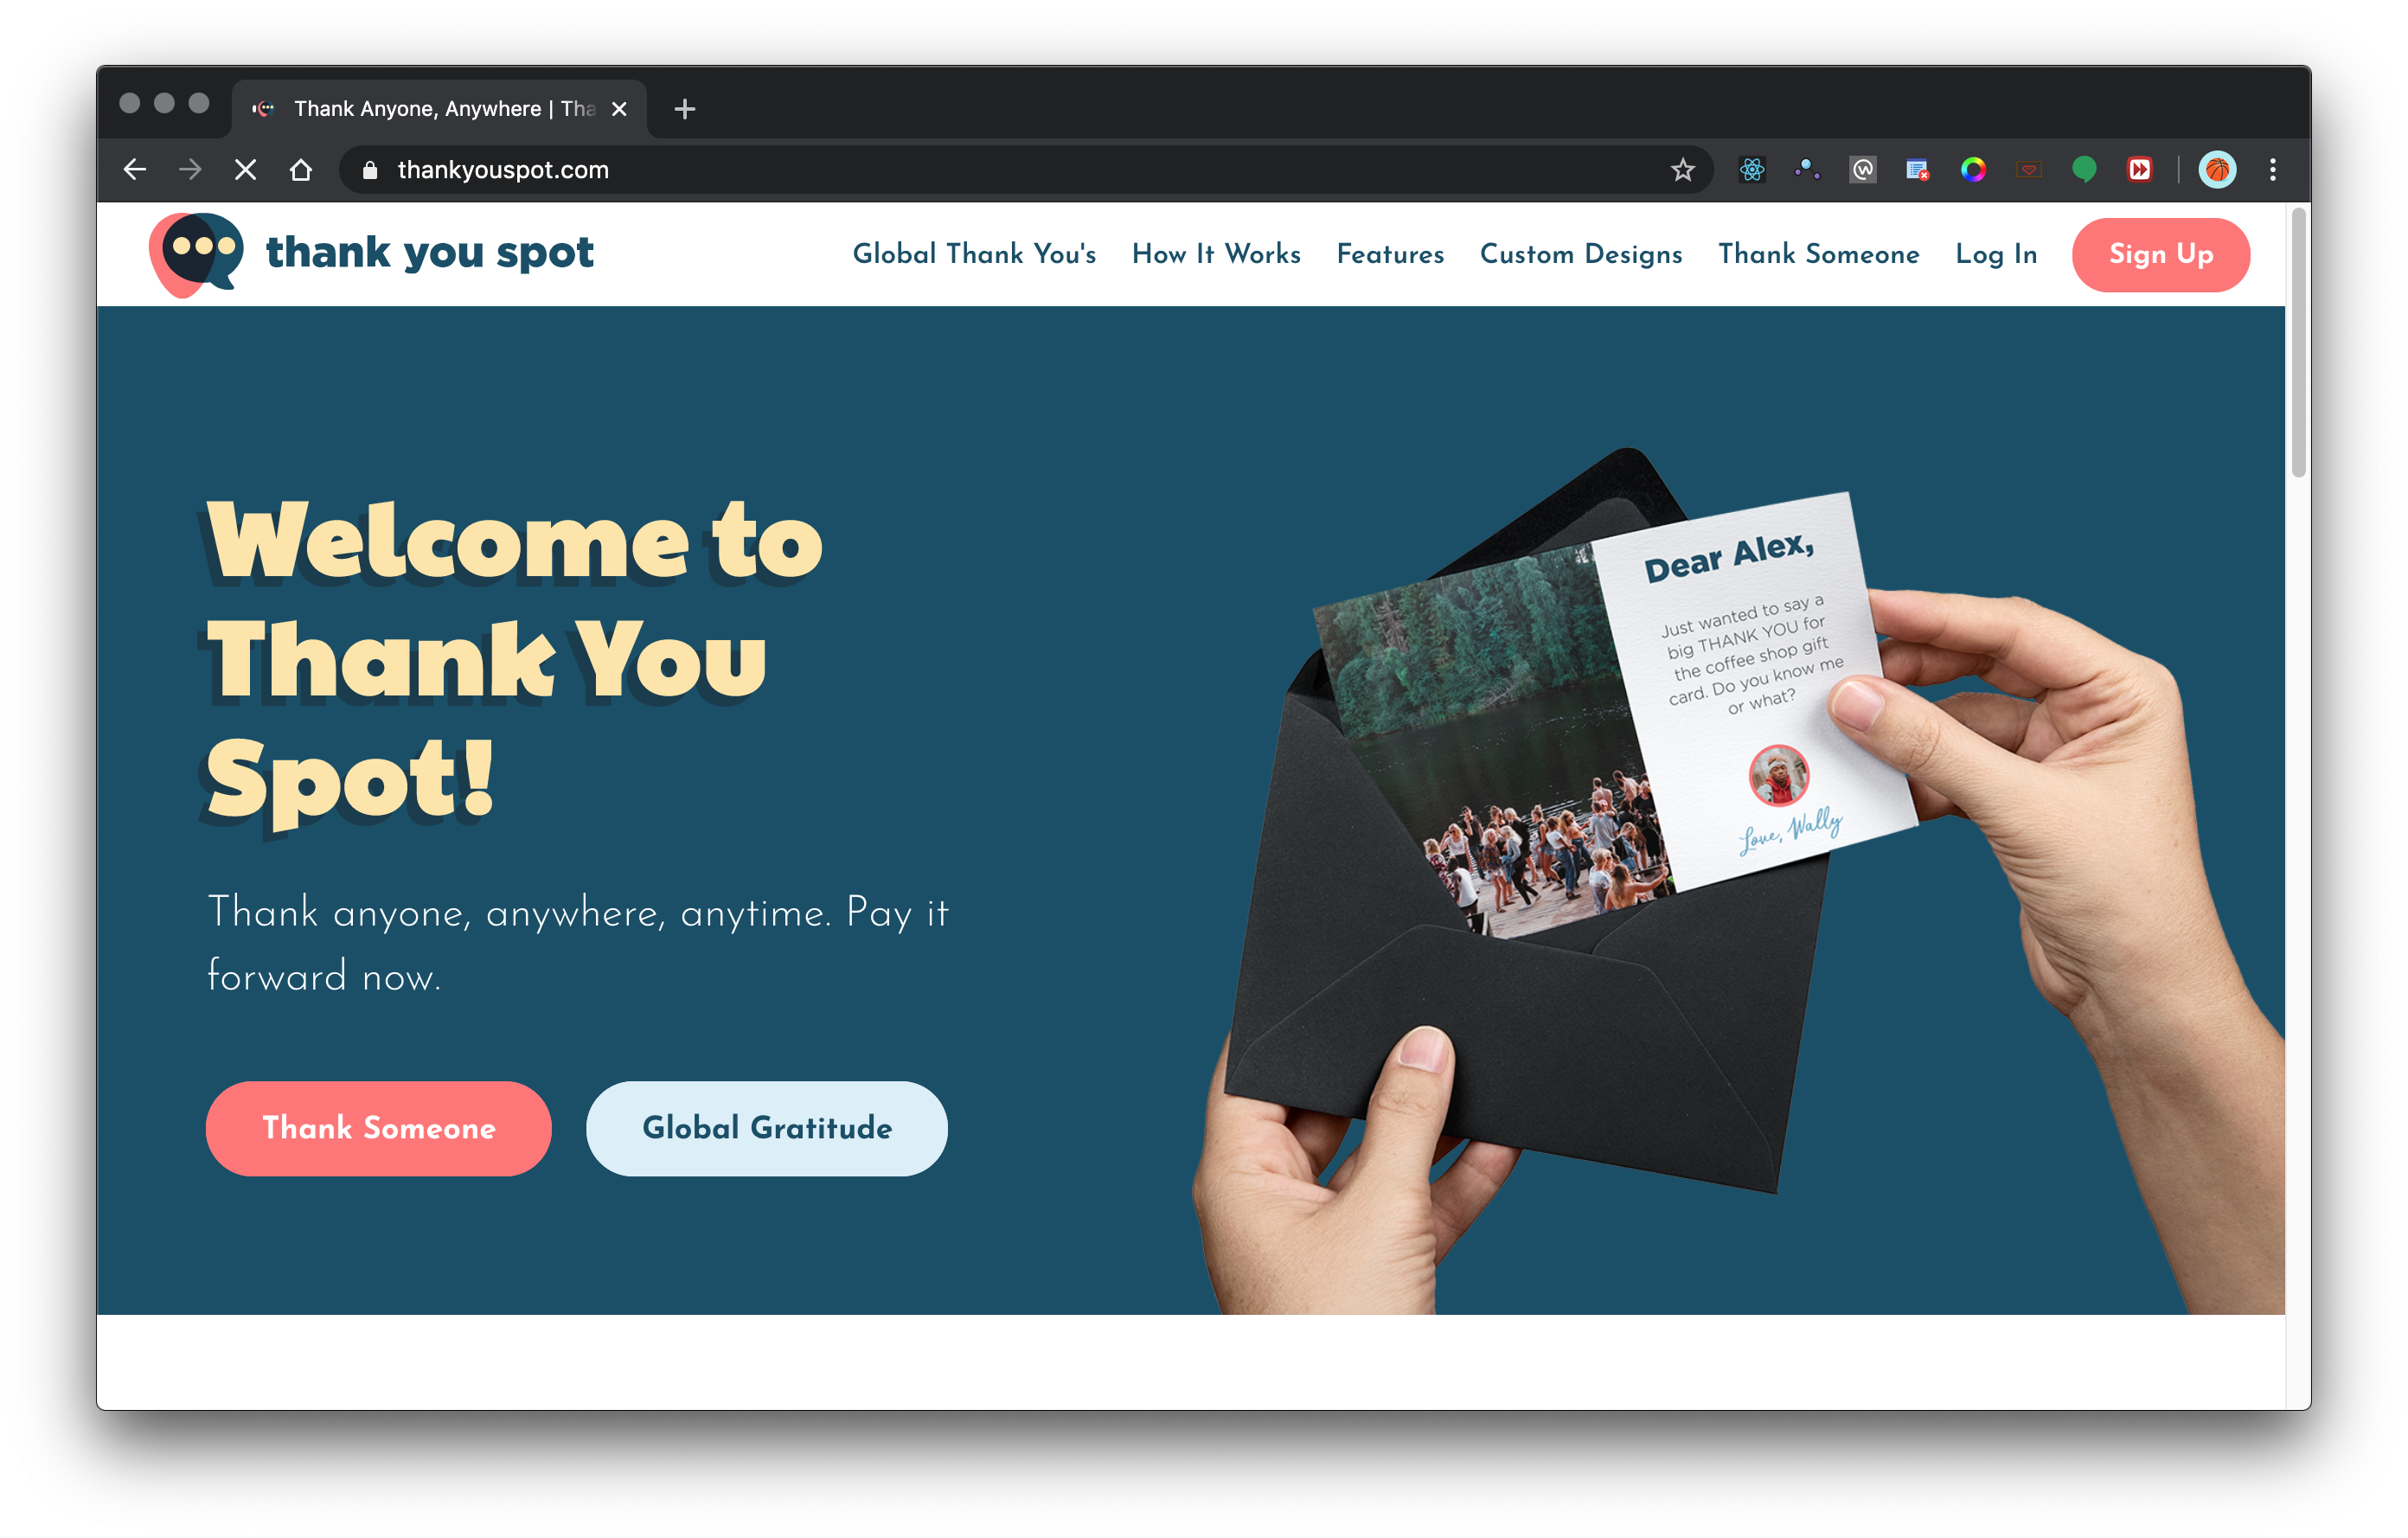 Thank Anyone, Anywhere | Tha
thankyouspot.com
thank you spot
Global Thank You's How It Works Features Custom Designs Thank Someone Log In Sign Up
Welcome to
Thank You
Spot!
Thank anyone, anywhere, anytime. Pay it
forward now.
Thank Someone Global Gratitude
Dear Alex,
Just wanted to say a
big THANK YOU for
the coffee shop gift
card. Do you know me
or what?
Love, Wally